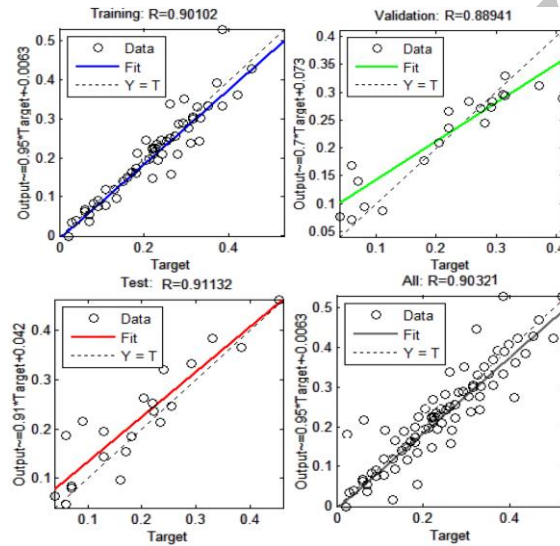 Training: R=0.90102
Output~=0.95*Target+0.0063
0.5
0.4
0.3
0.2
0.1
0
Data
Fit
Y = T
0
0.2
0.4
Target
Validation: R=0.88941
Output~=0.7*Target+0.073
0.4
0.35
0.3
0.25
0.2
0.15
0.1
0.05
Data
Fit
Y = T
0.1
0.2
0.3
0.4
Target
Test: R=0.91132
Output~=0.91*Target+0.042
0.4
0.3
0.2
0.1
Data
Fit
Y = T
0.1
0.2
0.3
0.4
Target
All: R=0.90321
Output~=0.95*Target+0.0063
0.5
0.4
0.3
0.2
0.1
0
Data
Fit
Y = T
0
0.2
0.4
Target